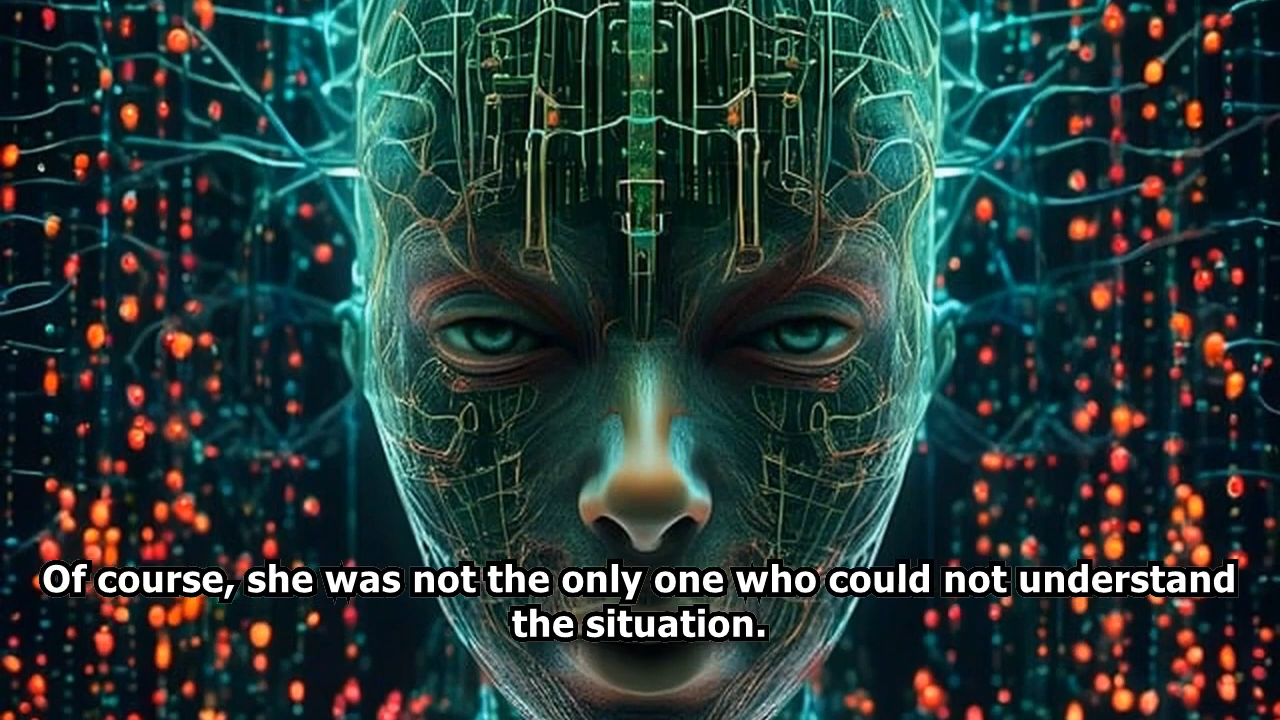 Of course, she was not the only one who could not understand
the situation.